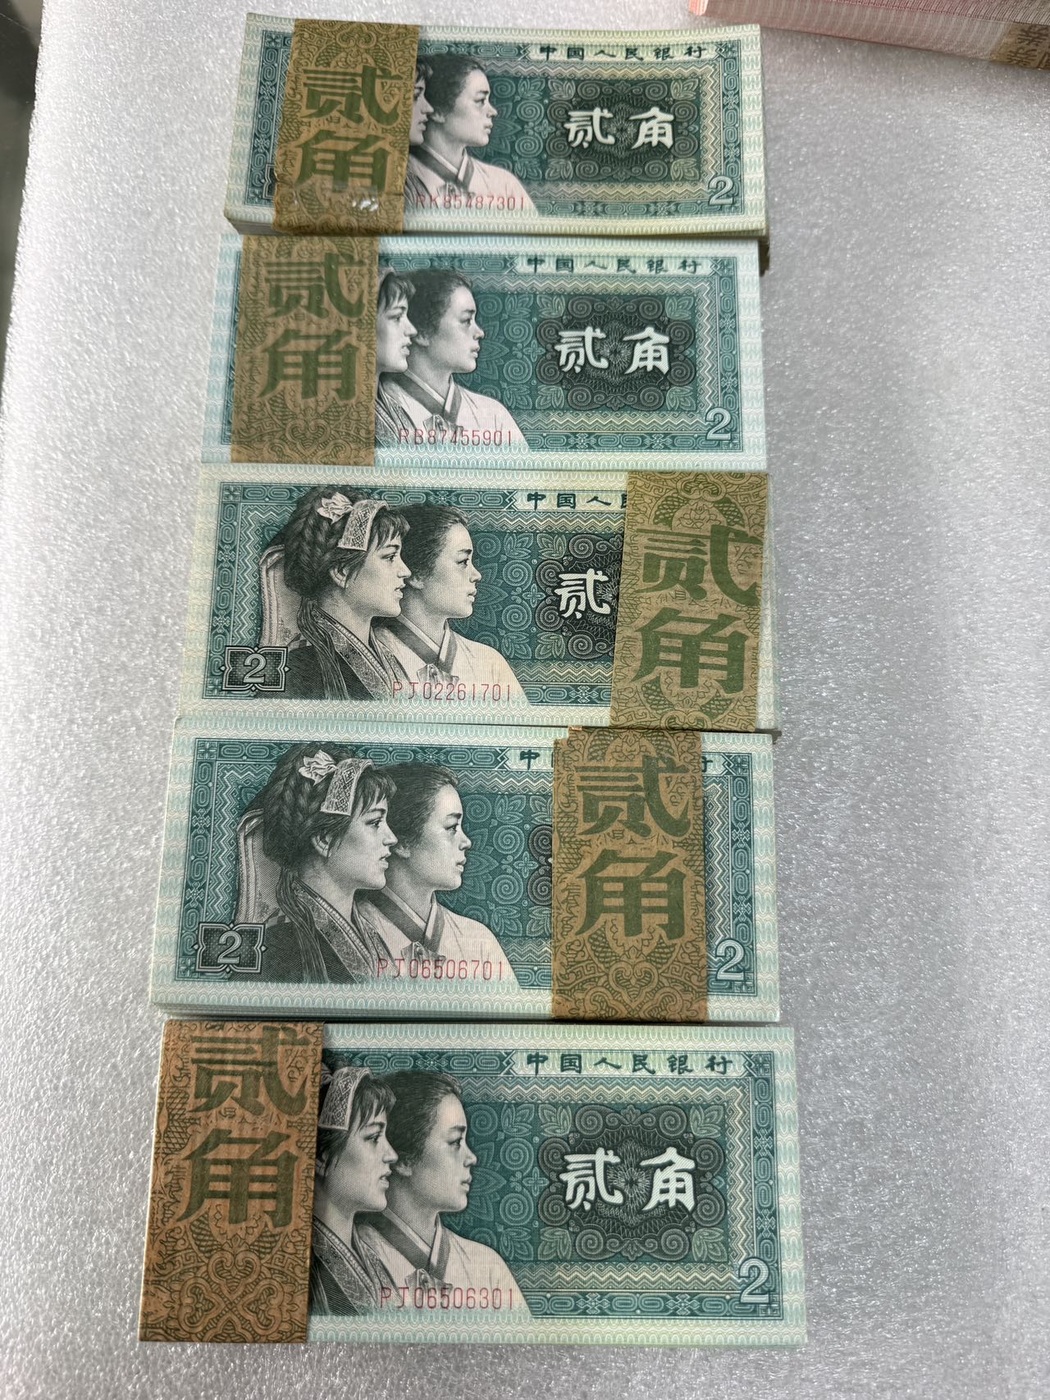 中国人民银行
贰角
贰角
2
RK85487301
中国人民银行
贰角
贰角
2
RB87455901
中国人民
贰
贰角
2
PJ02261701
中
行
贰角
2
2
PJ06506701
中国人民银行
贰角
贰角
2
PJ06506301